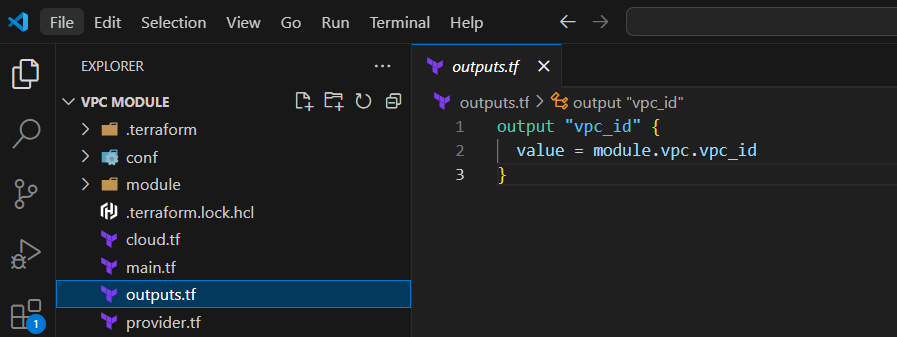 File Edit Selection View Go Run Terminal Help
EXPLORER
outputs.tf
VPC MODULE
outputs.tf > output "vpc_id"
.terraform
conf
module
.terraform.lock.hcl
cloud.tf
main.tf
outputs.tf
provider.tf
1 output "vpc_id" {
2 value = module.vpc.vpc_id
3 }
1